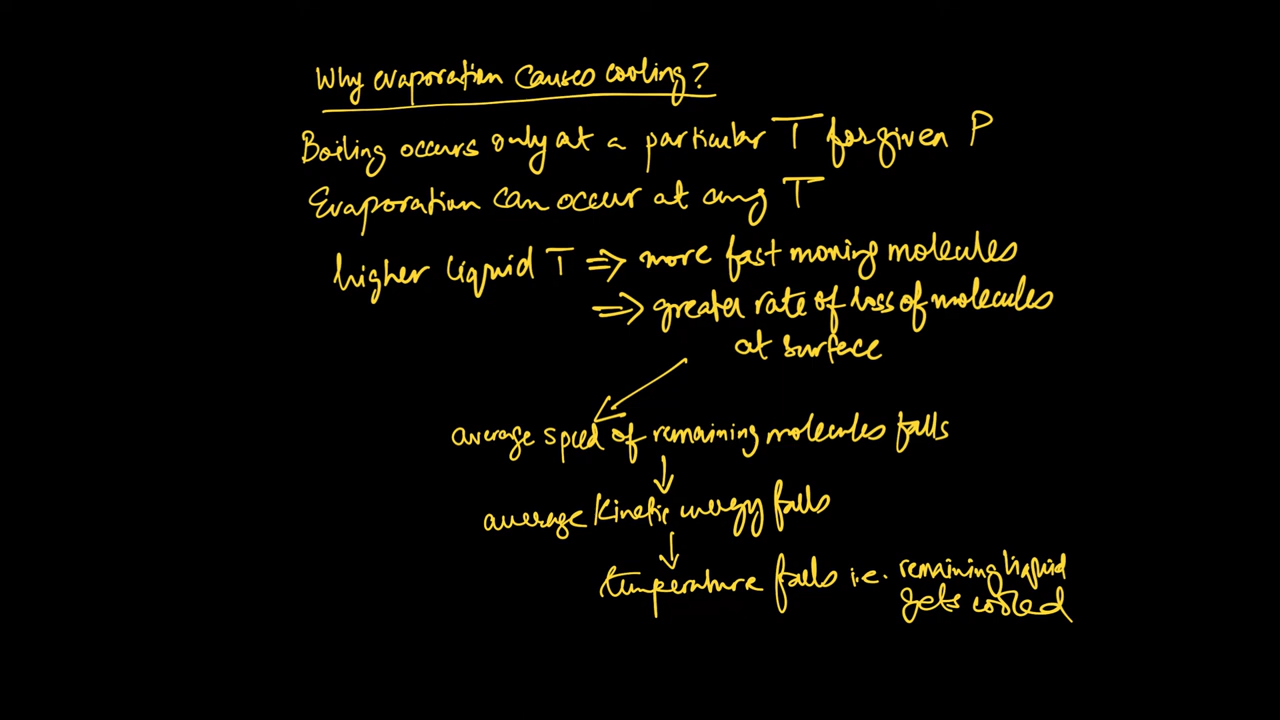 Why evaporation causes cooling?
Boiling occurs only at a particular T for given P
Evaporation can occur at any T
higher liquid T ⇒ more fast moving molecules
⇒ greater rate of loss of molecules
at surface
average speed of remaining molecules falls
average kinetic energy falls
temperature falls i.e. remaining liquid
gets cooled